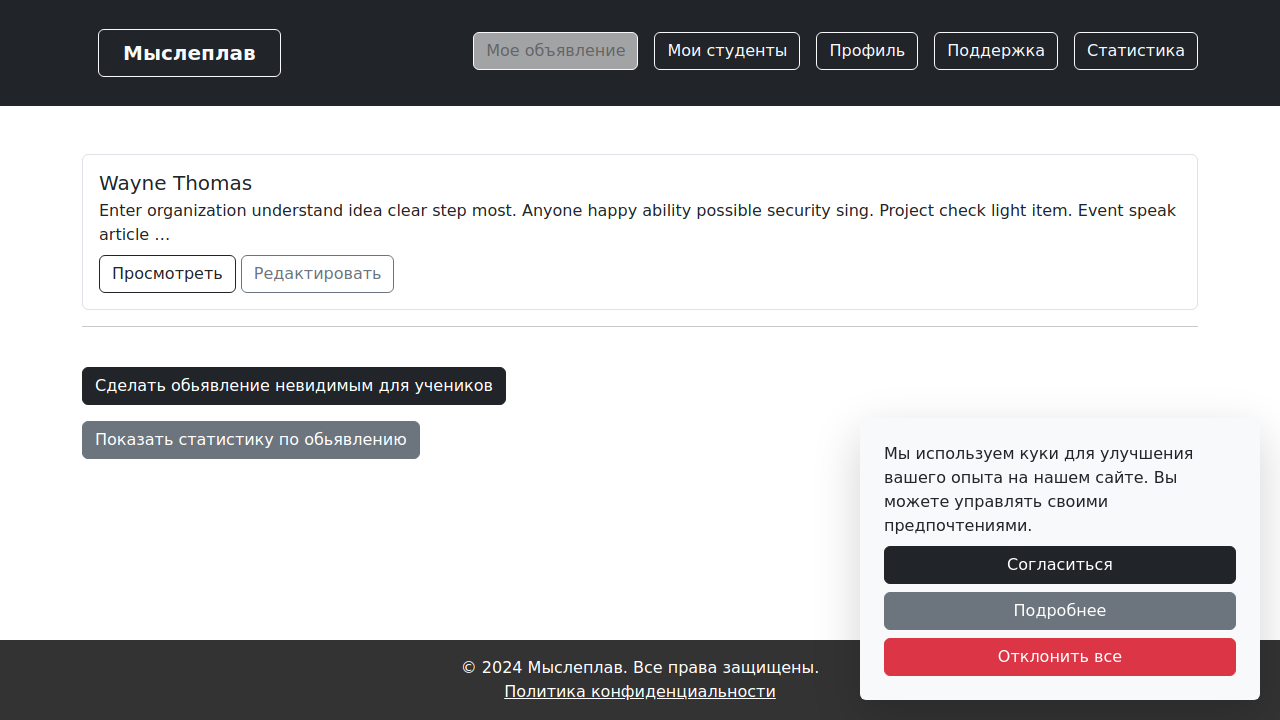 Мыслеплав
Мое объявление
Мои студенты
Профиль
Поддержка
Статистика
Wayne Thomas
Enter organization understand idea clear step most. Anyone happy ability possible security sing. Project check light item. Event speak
article …
Просмотреть
Редактировать
Сделать обьявление невидимым для учеников
Показать статистику по обьявлению
Мы используем куки для улучшения
вашего опыта на нашем сайте. Вы
можете управлять своими
предпочтениями.
Согласиться
Подробнее
Отклонить все
© 2024 Мыслеплав. Все права защищены.
Политика конфиденциальности